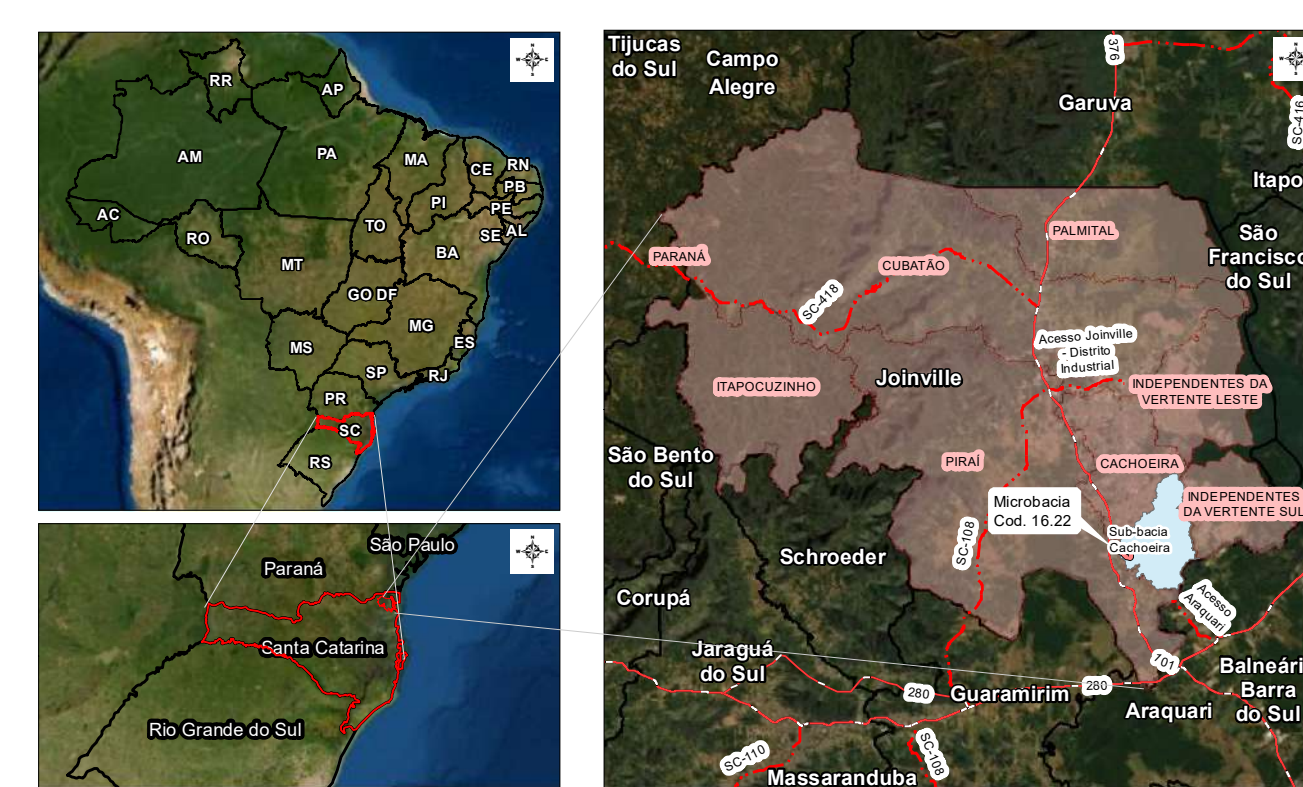 RR
AP
AM
PA
MA
CE
RN
PB
PI
PE
AC
TO
SE
AL
RO
BA
MT
GO
DF
MG
ES
MS
SP
RJ
PR
SC
RS
São Paulo
Paraná
Santa Catarina
Rio Grande do Sul
Tijucas
do Sul
Campo
Alegre
376
Garuva
SC-416
Itapo
PALMITAL
São
Francisco
do Sul
PARANÁ
CUBATÃO
SC-418
Acesso Joinville
- Distrito
Industrial
ITAPOCUZINHO
Joinville
INDEPENDENTES DA
VERTENTE LESTE
São Bento
do Sul
PIRAÍ
CACHOEIRA
Microbacia
Cod. 16.22
INDEPENDENTES
DA VERTENTE SUL
SC-108
Sub-bacia
Cachoeira
Schroeder
Corupá
Acesso
Araquari
Jaraguá
do Sul
101
280
Guaramirim
280
Araquari
Balneári
Barra
do Sul
SC-110
SC-108
Massaranduba